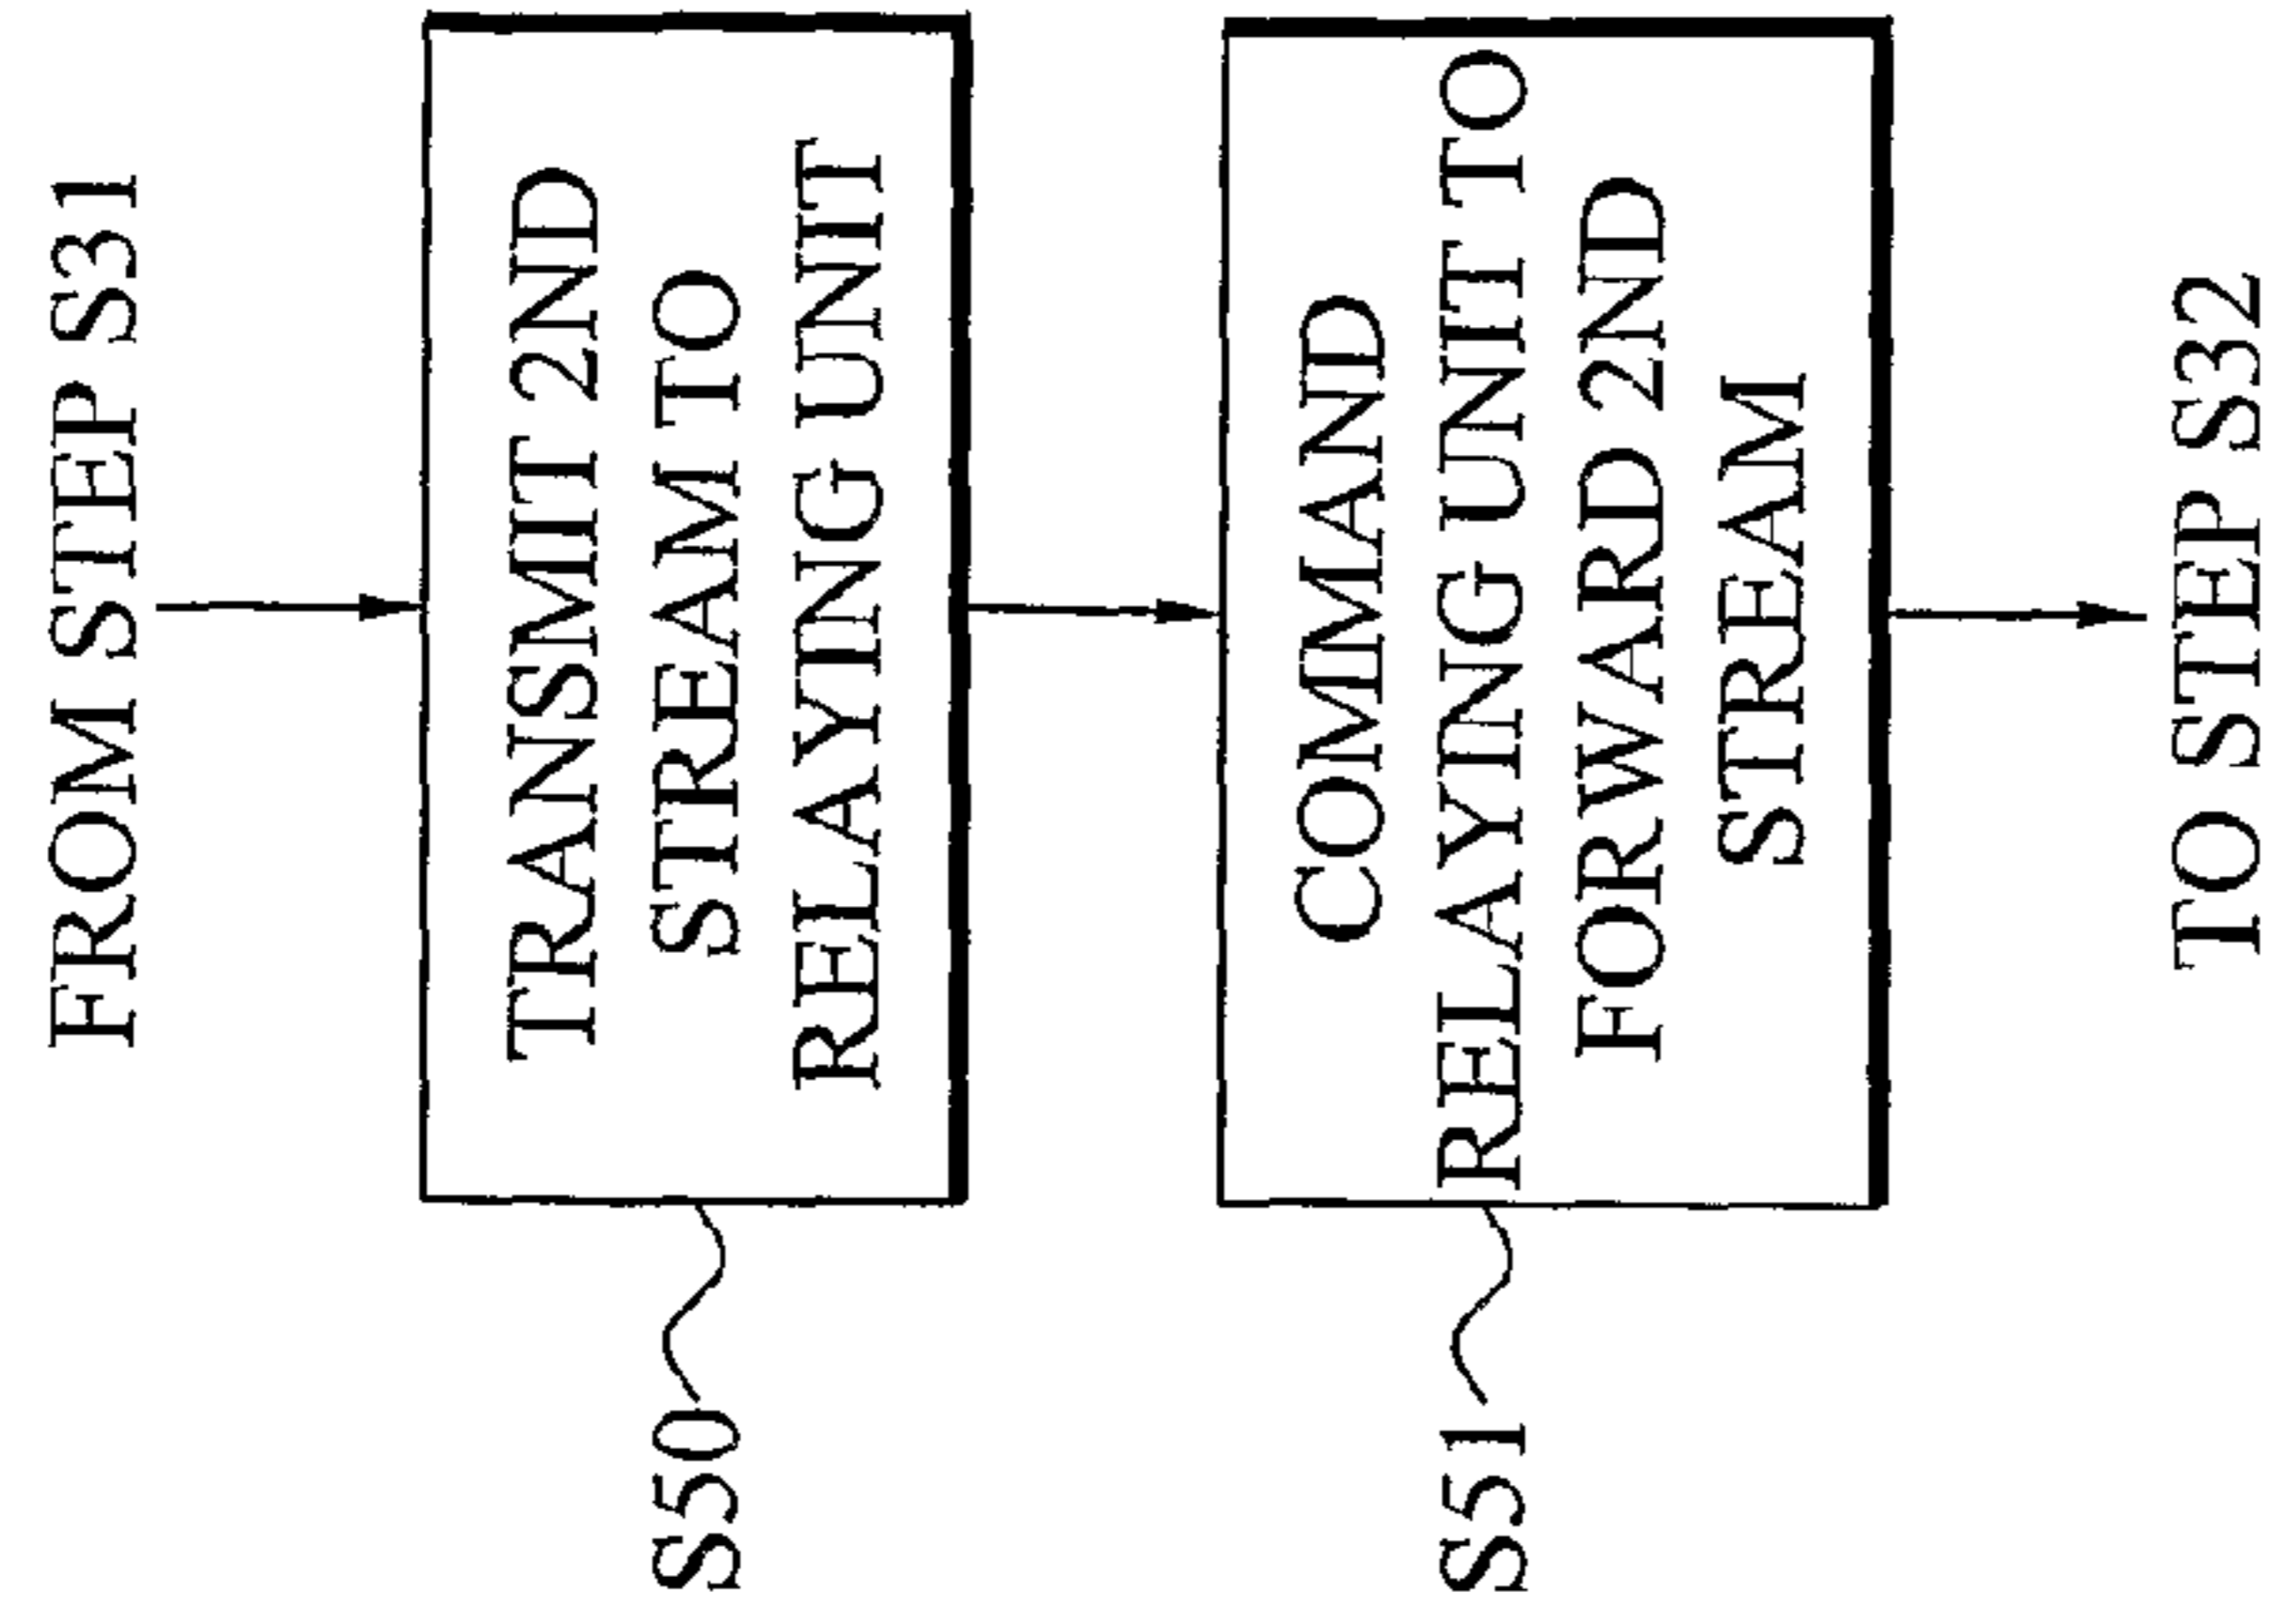 FROM STEP S31
S50
TRANSMIT 2ND
STREAM TO
RELAYING UNIT
S51
COMMAND
RELAYING UNIT TO
FORWARD 2ND
STREAM
TO STEP S32